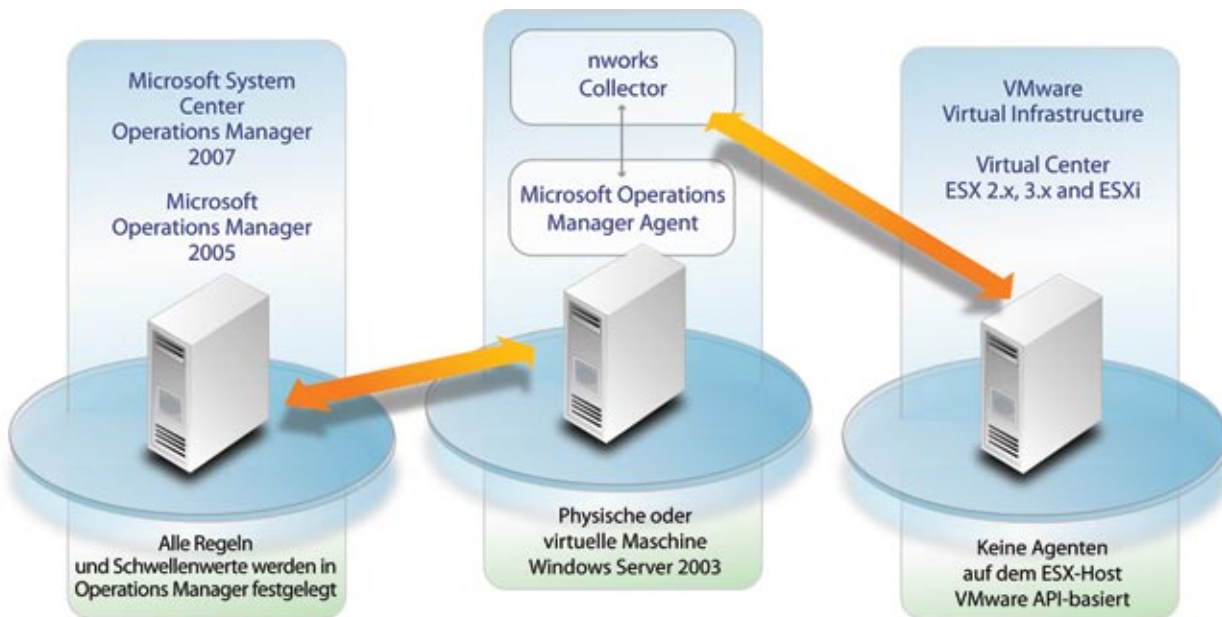 Microsoft System
Center
Operations Manager
2007
Microsoft
Operations Manager
2005
Alle Regeln
und Schwellenwerte werden in
Operations Manager festgelegt
nworks
Collector
Microsoft Operations
Manager Agent
Physische oder
virtuelle Maschine
Windows Server 2003
VMware
Virtual Infrastructure
Virtual Center
ESX 2.x, 3.x and ESXi
Keine Agenten
auf dem ESX-Host
VMware API-basiert